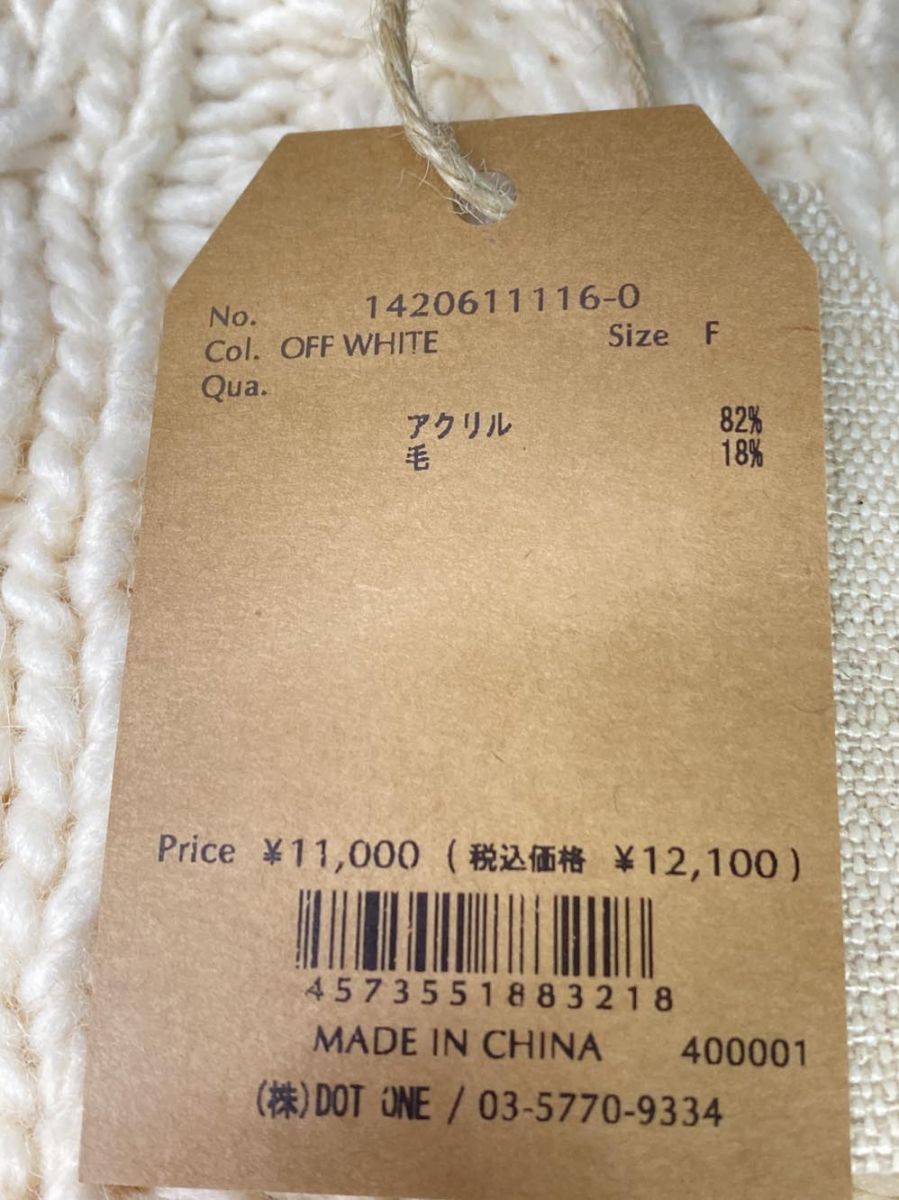 No. 1420611116-0
Col. OFF WHITE Size F
Qua.
アクリル 82%
毛 18%
Price ¥11,000 (税込価格 ¥12,100)
4573551883218
MADE IN CHINA 400001
(株)DOT ONE / 03-5770-9334